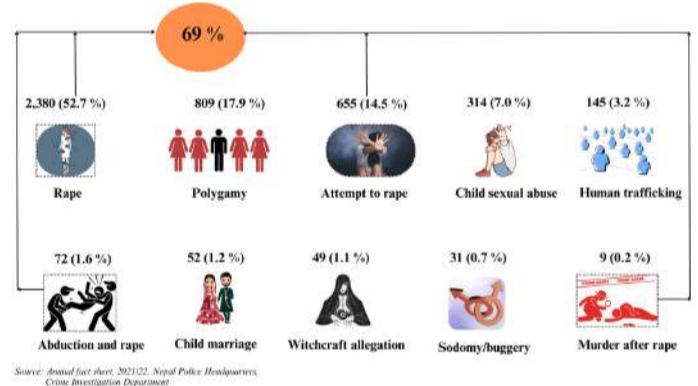 69 %
2,380 (52.7 %)
809 (17.9 %)
655 (14.5 %)
314 (7.0 %)
145 (3.2 %)
Rape
Polygamy
Attempt to rape
Child sexual abuse
Human trafficking
72 (1.6 %)
52 (1.2 %)
49 (1.1 %)
31 (0.7 %)
9 (0.2 %)
Abduction and rape
Child marriage
Witchcraft allegation
Sodomy/buggery
Murder after rape
Source: Annual fact sheet, 2021/22, Nepal Police Headquarters,
Crime Investigation Department